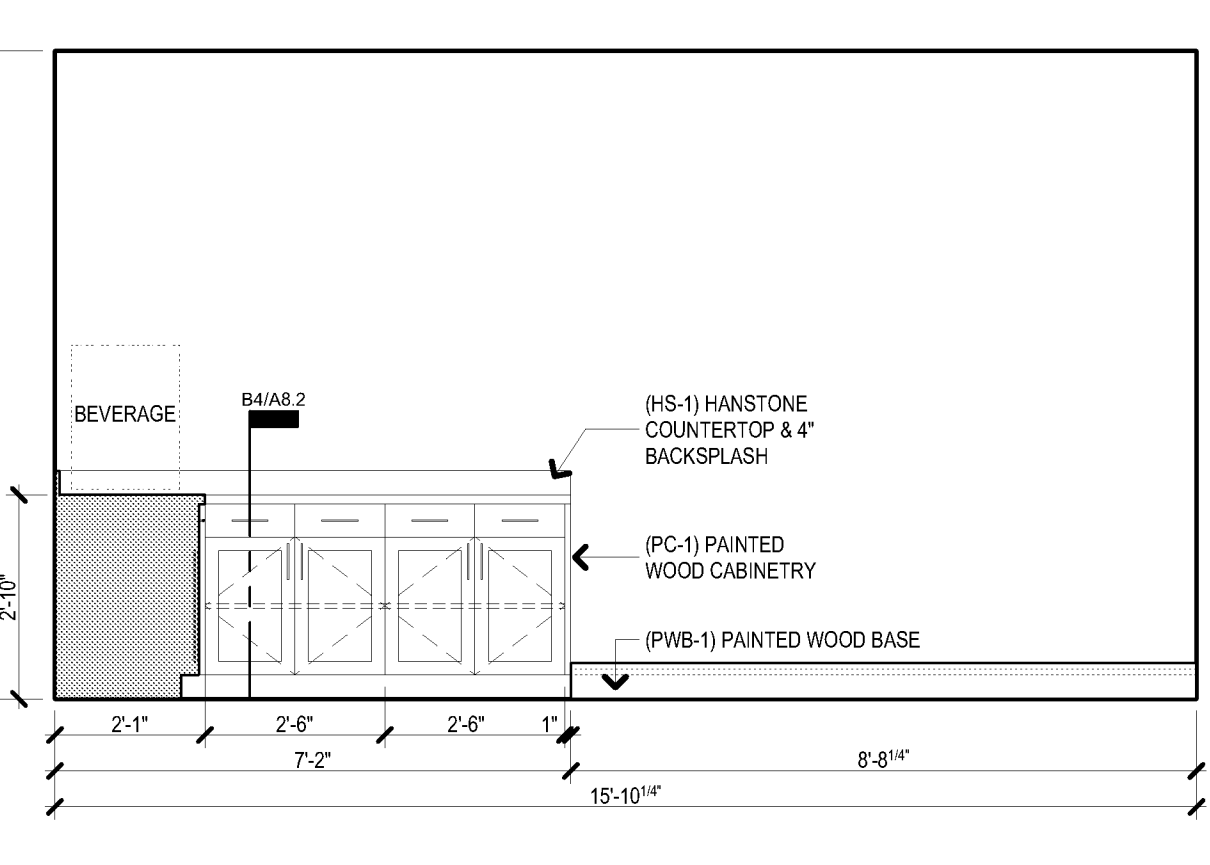 BEVERAGE
B4/A8.2
(HS-1) HANSTONE
COUNTERTOP & 4"
BACKSPLASH
(PC-1) PAINTED
WOOD CABINETRY
(PWB-1) PAINTED WOOD BASE
2'-10"
2'-1"
2'-6"
2'-6"
1"
7'-2"
8'-8 1/4"
15'-10 1/4"